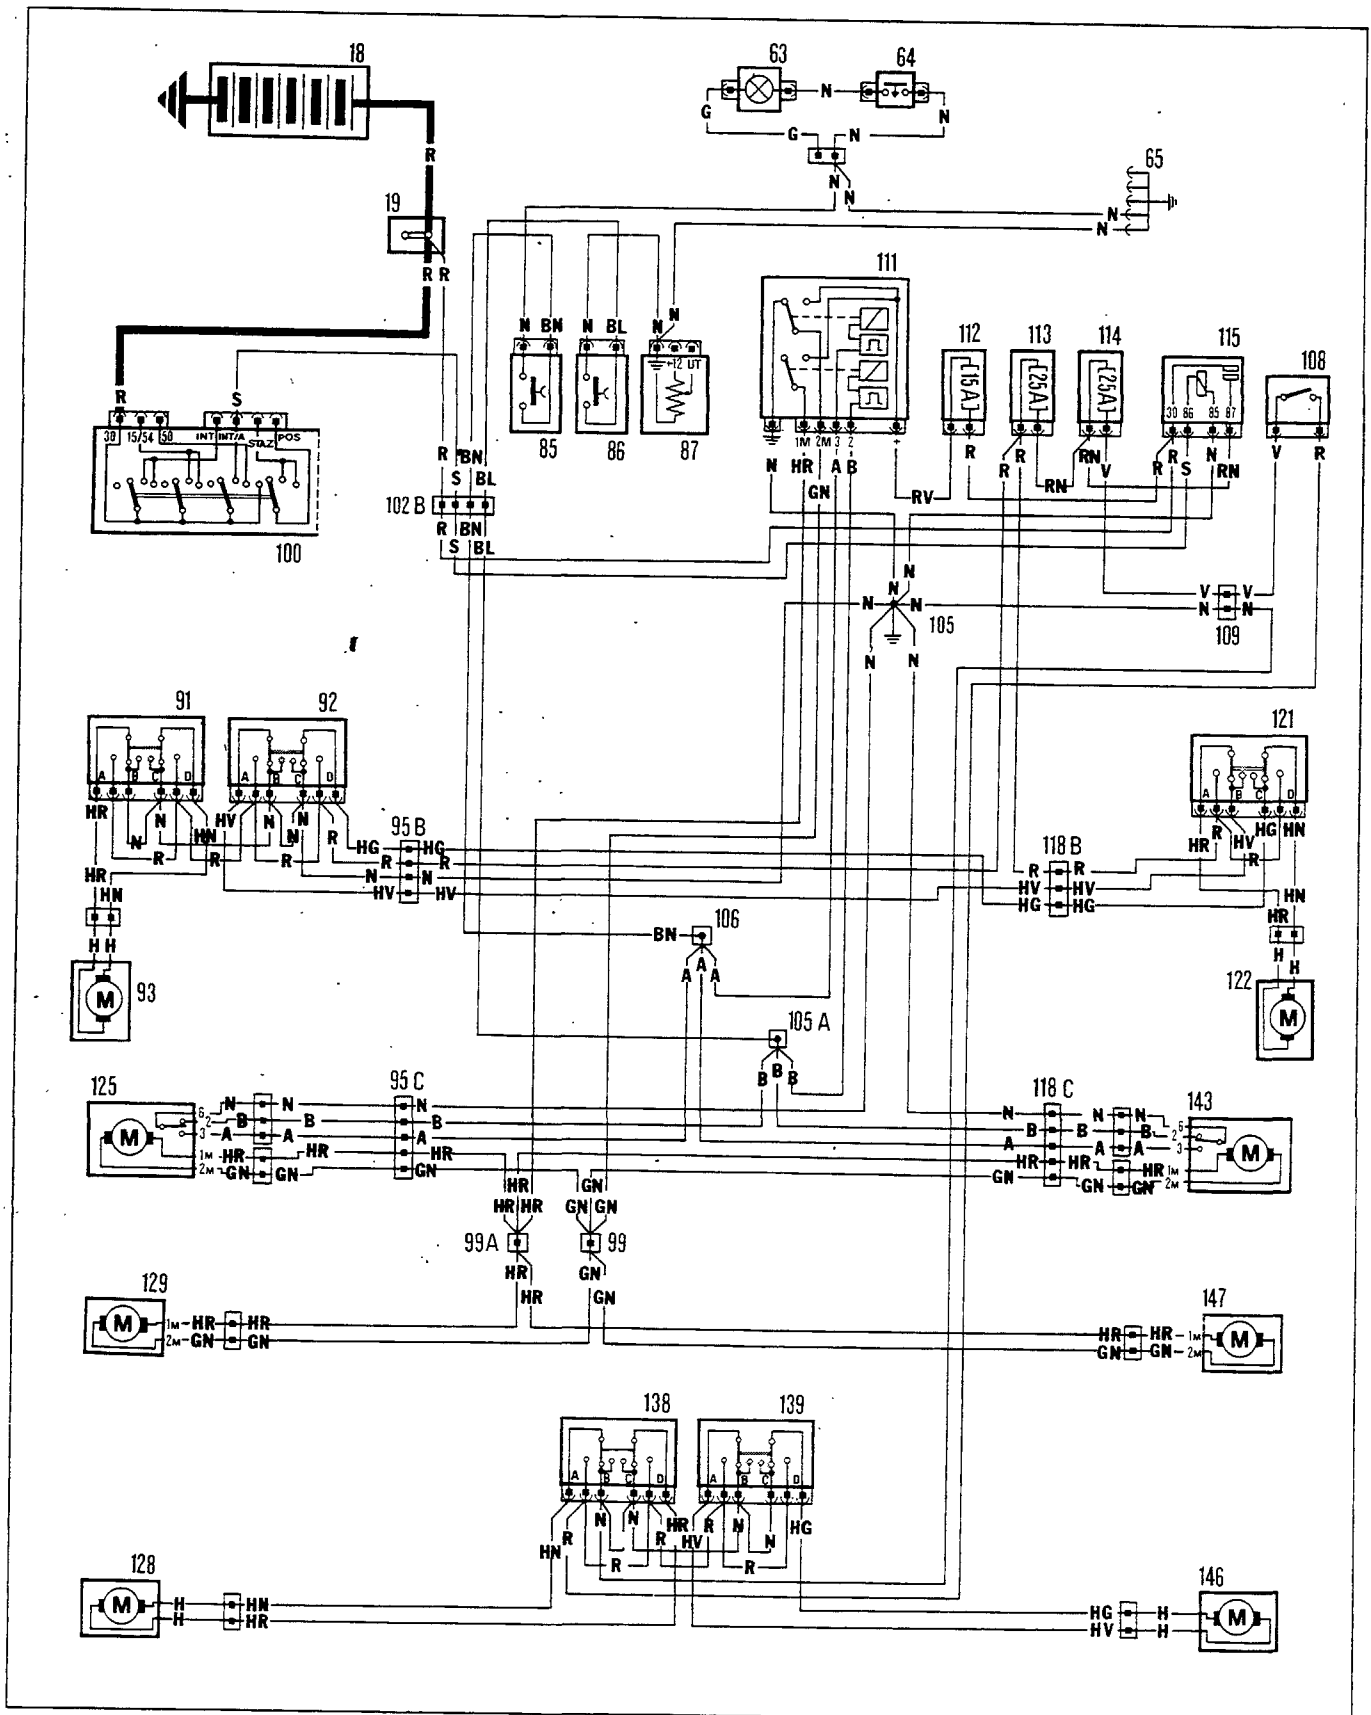 18
63
64
G
N
N
G
N
R
N
N
65
19
N
N
R
R
111
N
BN
N
BL
N
N
112
113
114
115
108
+12
UT
15A
25A
25A
R
S
30
86
85
87
30
15/54
50
INT
INT/A
STAZ
POS
85
86
87
1M
2M
3
2
+
R
BN
S
BL
N
HR
GN
A
B
RV
R
R
R
RN
RN
V
R
R
S
N
RN
V
R
102 B
R
BN
S
BL
100
N
N
N
N
105
V
V
N
N
109
N
N
91
92
121
A
B
C
D
A
B
C
D
A
B
C
D
HR
N
HN
HV
N
N
N
R
N
R
R
R
95 B
HG
HG
R
R
N
N
HV
HV
118 B
R
R
HV
HV
HG
HG
HR
R
HV
HG
HN
R
HR
HN
HN
HR
H
H
H
H
M
93
122
M
BN
106
A
A
A
105 A
B
B
B
125
95 C
118 C
143
M
6
2
3
1M
2M
N
B
A
HR
GN
N
B
A
HR
GN
N
B
A
HR
GN
N
B
A
HR
GN
N
B
A
HR
GN
N
B
A
HR
GN
6
2
3
1M
2M
M
HR
HR
HR
GN
GN
GN
99A
99
HR
HR
GN
GN
129
M
1M
2M
HR
GN
HR
GN
147
HR
GN
HR
GN
1M
2M
M
138
139
A
B
C
D
A
B
C
D
HN
R
N
N
R
HR
HV
R
N
N
HG
R
R
128
M
H
H
HN
HR
146
HG
HV
H
H
M